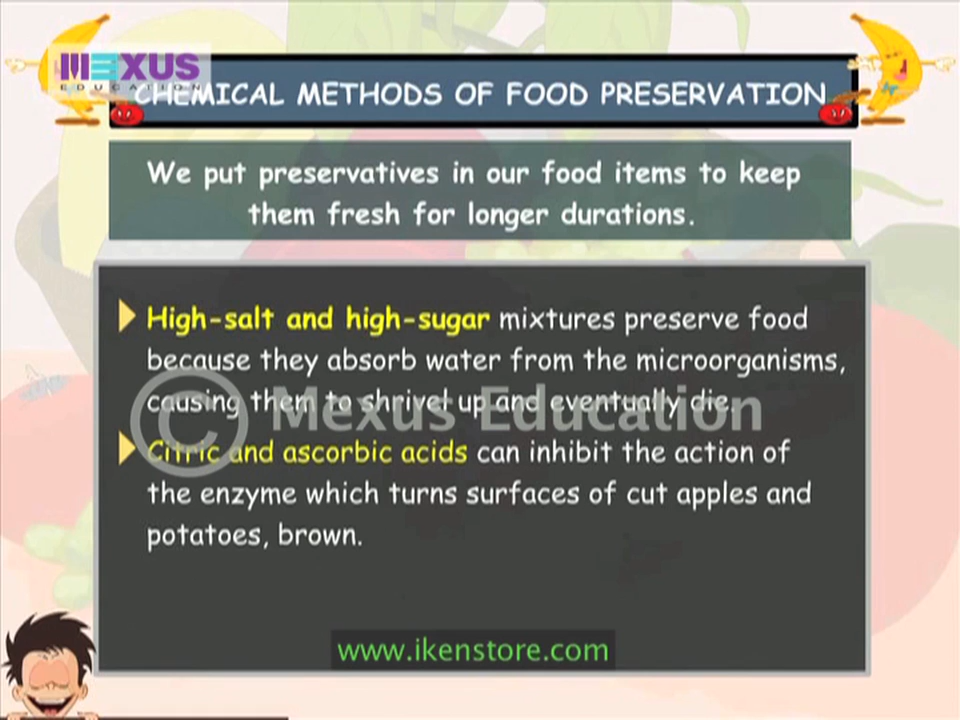 MEXUS
EDUCATION
CHEMICAL METHODS OF FOOD PRESERVATION
We put preservatives in our food items to keep
them fresh for longer durations.
High-salt and high-sugar mixtures preserve food
because they absorb water from the microorganisms,
causing them to shrivel up and eventually die.
© Mexus Education
Citric and ascorbic acids can inhibit the action of
the enzyme which turns surfaces of cut apples and
potatoes, brown.
www.ikenstore.com